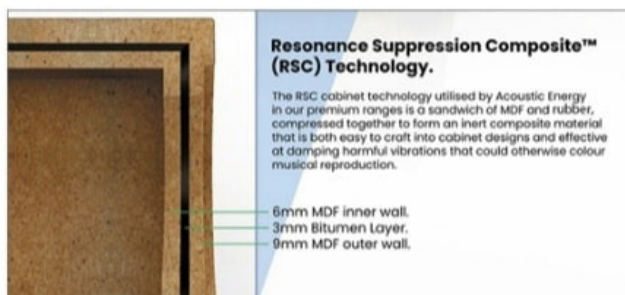 Resonance Suppression Composite™
(RSC) Technology.
The RSC cabinet technology utilised by Acoustic Energy
in our premium ranges is a sandwich of MDF and rubber,
compressed together to form an inert composite material
that is both easy to craft into cabinet designs and effective
at damping harmful vibrations that could otherwise colour
musical reproduction.
6mm MDF inner wall.
3mm Bitumen Layer.
9mm MDF outer wall.